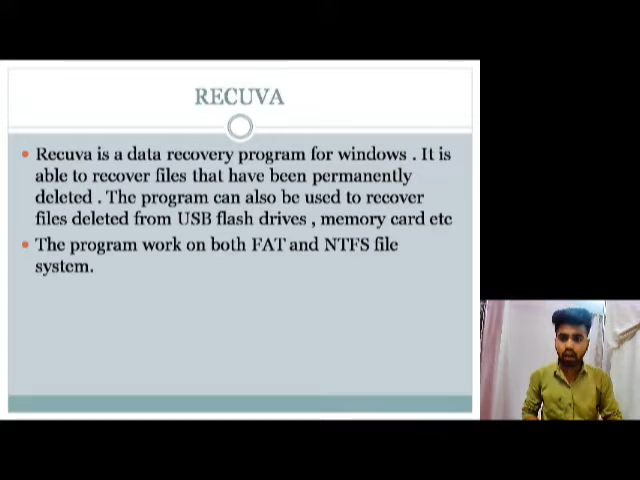 RECUVA
Recuva is a data recovery program for windows . It is
able to recover files that have been permanently
deleted . The program can also be used to recover
files deleted from USB flash drives , memory card etc
The program work on both FAT and NTFS file
system.